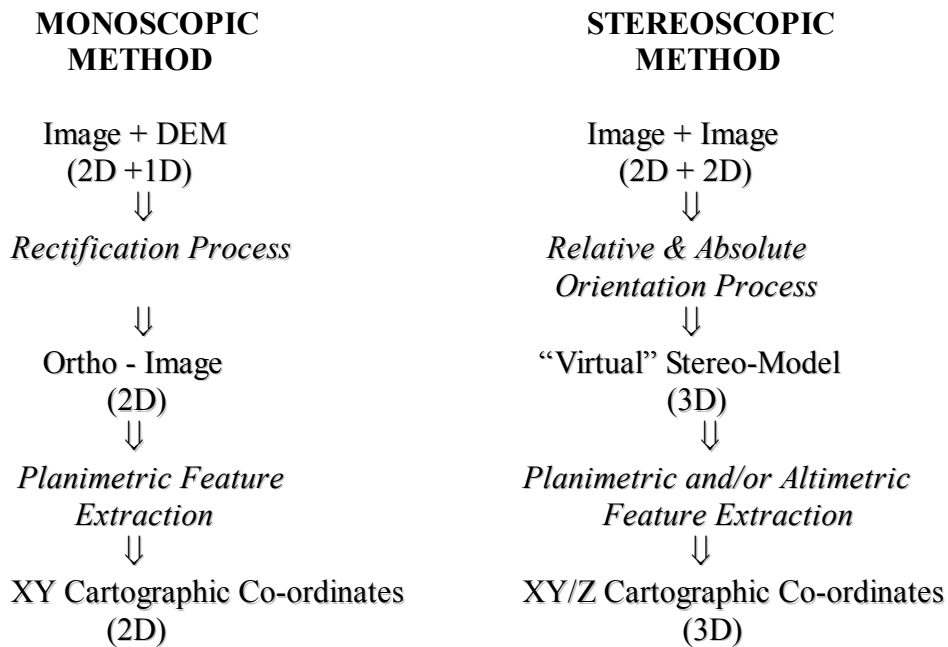 MONOSCOPIC
METHOD
Image + DEM
(2D +1D)
⇓
Rectification Process
⇓
Ortho - Image
(2D)
⇓
Planimetric Feature
Extraction
⇓
XY Cartographic Co-ordinates
(2D)
STEREOSCOPIC
METHOD
Image + Image
(2D + 2D)
⇓
Relative & Absolute
Orientation Process
⇓
“Virtual” Stereo-Model
(3D)
⇓
Planimetric and/or Altimetric
Feature Extraction
⇓
XY/Z Cartographic Co-ordinates
(3D)